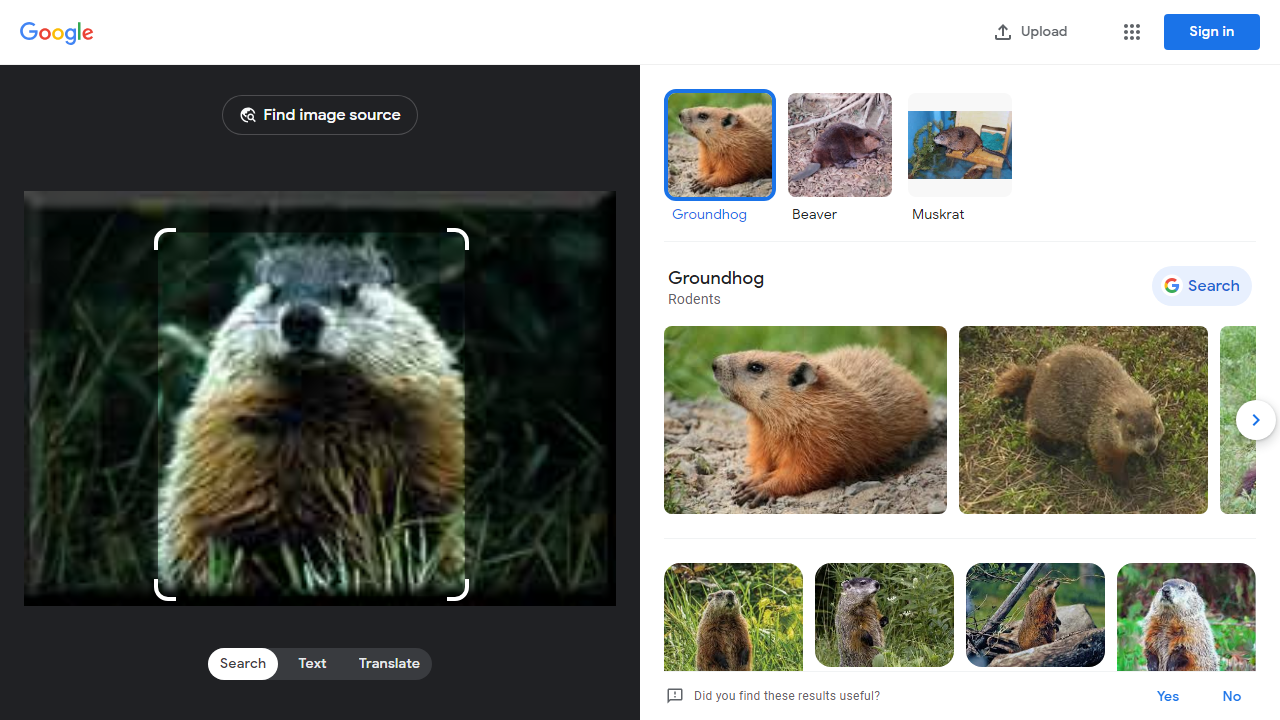 Google
Upload
Sign in
Find image source
Groundhog
Beaver
Muskrat
Groundhog
Rodents
Search
Search
Text
Translate
Did you find these results useful?
Yes
No